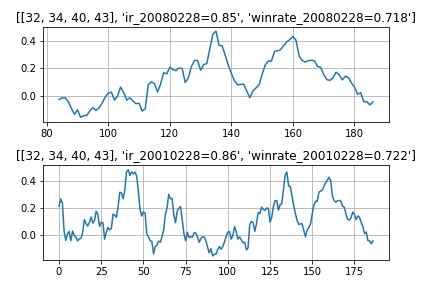 [[32, 34, 40, 43], 'ir_20080228=0.85', 'winrate_20080228=0.718']
0.4
0.2
0.0
80 100 120 140 160 180
[[32, 34, 40, 43], 'ir_20010228=0.86', 'winrate_20010228=0.722']
0.4
0.2
0.0
0 25 50 75 100 125 150 175